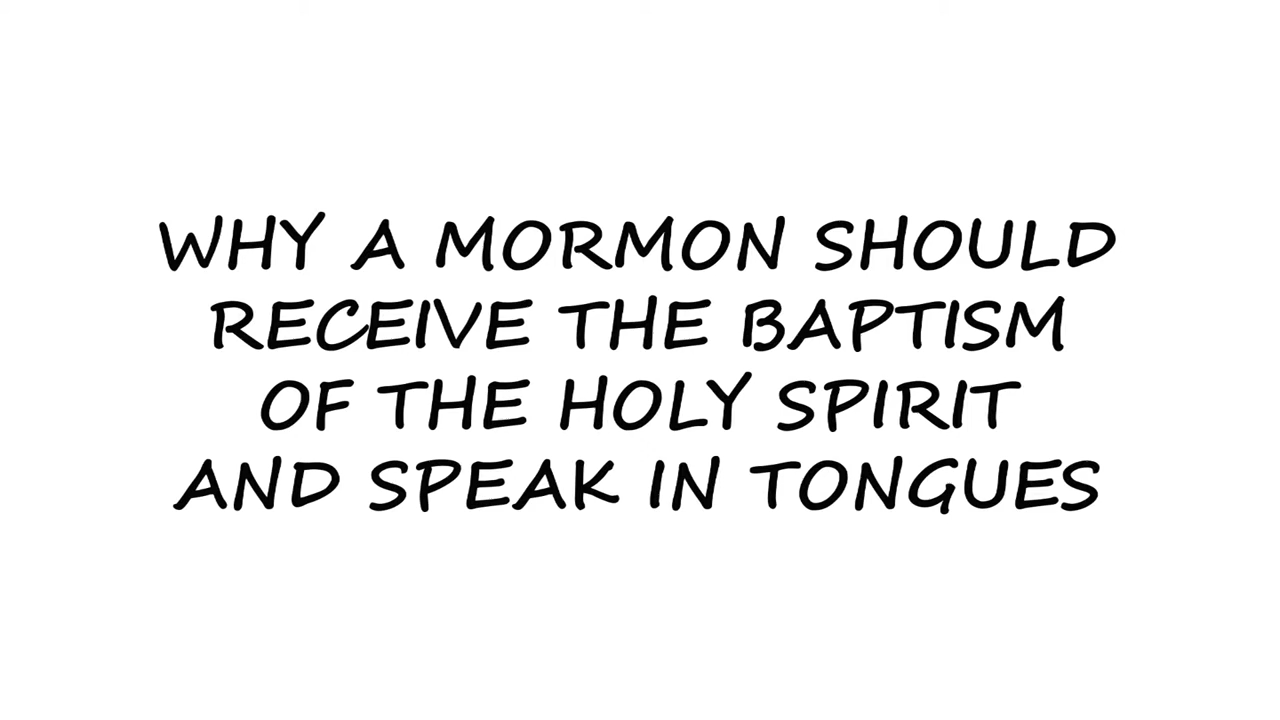 WHY A MORMON SHOULD
RECEIVE THE BAPTISM
OF THE HOLY SPIRIT
AND SPEAK IN TONGUES